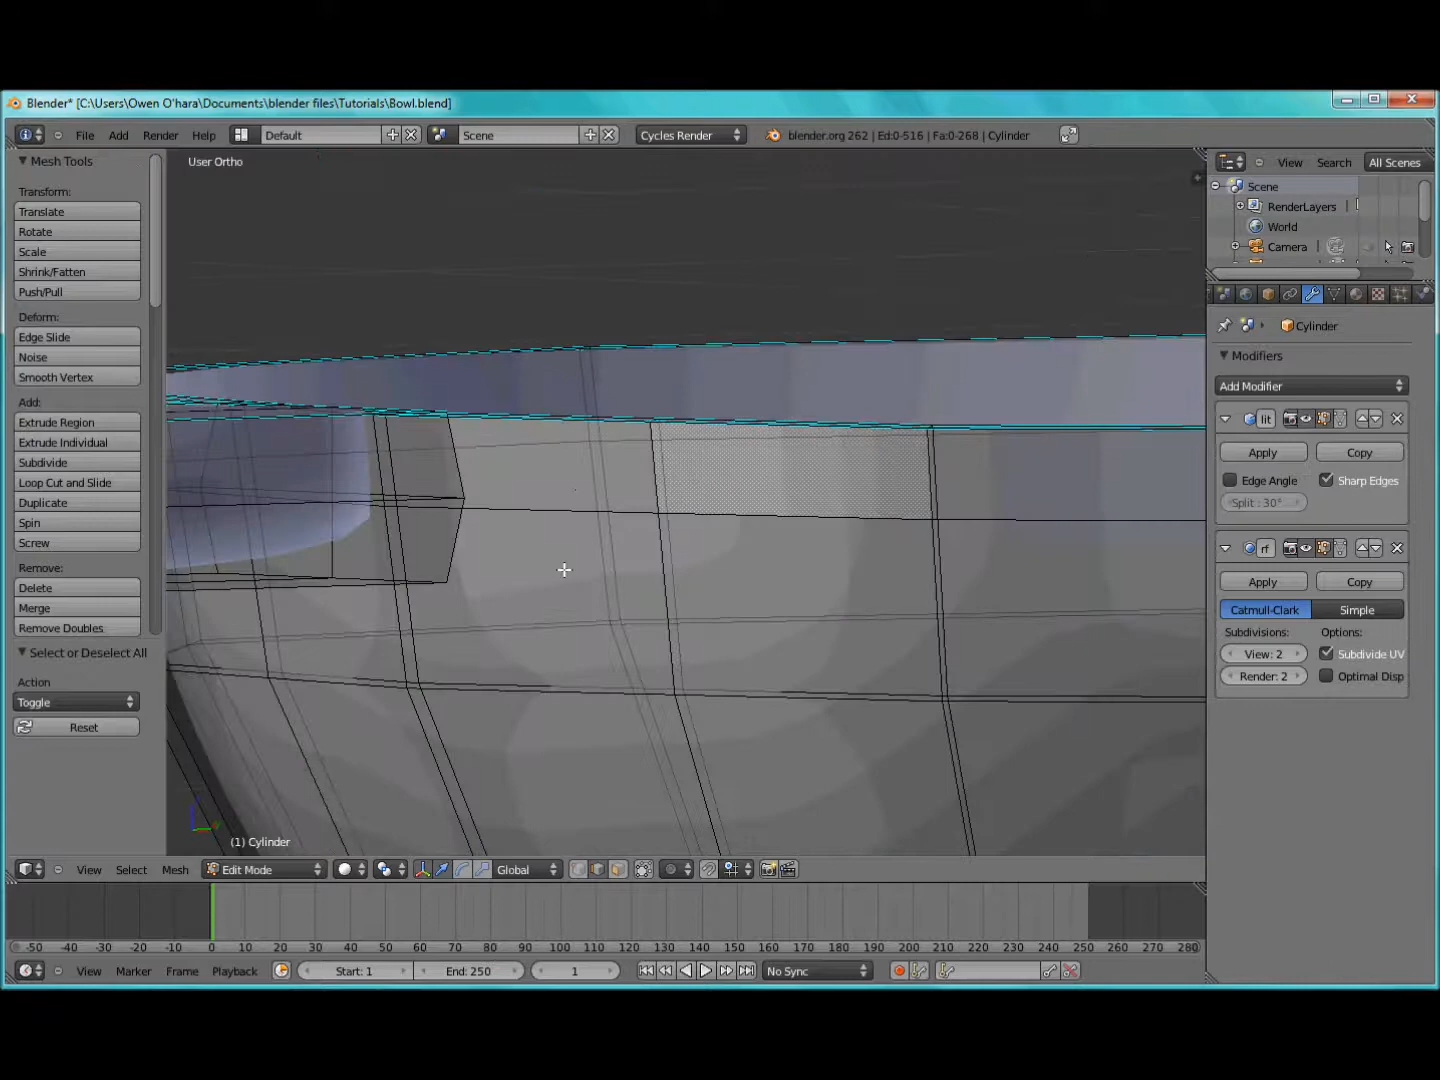 Blender* [C:\Users\Owen O'hara\Documents\blender files\Tutorials\Bowl.blend]
File Add Render Help Default Scene Cycles Render blender.org 262 | Ed:0-516 | Fa:0-268 | Cylinder
Mesh Tools
User Ortho
View Search All Scenes
Transform:
Translate
Rotate
Scale
Shrink/Fatten
Push/Pull
Deform:
Edge Slide
Noise
Smooth Vertex
Add:
Extrude Region
Extrude Individual
Subdivide
Loop Cut and Slide
Duplicate
Spin
Screw
Remove:
Delete
Merge
Remove Doubles
Select or Deselect All
Action
Toggle
Reset
Scene
RenderLayers
World
Camera
Cylinder
Modifiers
Add Modifier
lit
Apply Copy
Edge Angle Sharp Edges
Split : 30°
rf
Apply Copy
Catmull-Clark Simple
Subdivisions: Options:
View: 2 Subdivide UV
Render: 2 Optimal Disp
(1) Cylinder
View Select Mesh Edit Mode Global
-50 -40 -30 -20 -10 0 10 20 30 40 50 60 70 80 90 100 110 120 130 140 150 160 170 180 190 200 210 220 230 240 250 260 270 280
View Marker Frame Playback Start: 1 End: 250 1 No Sync